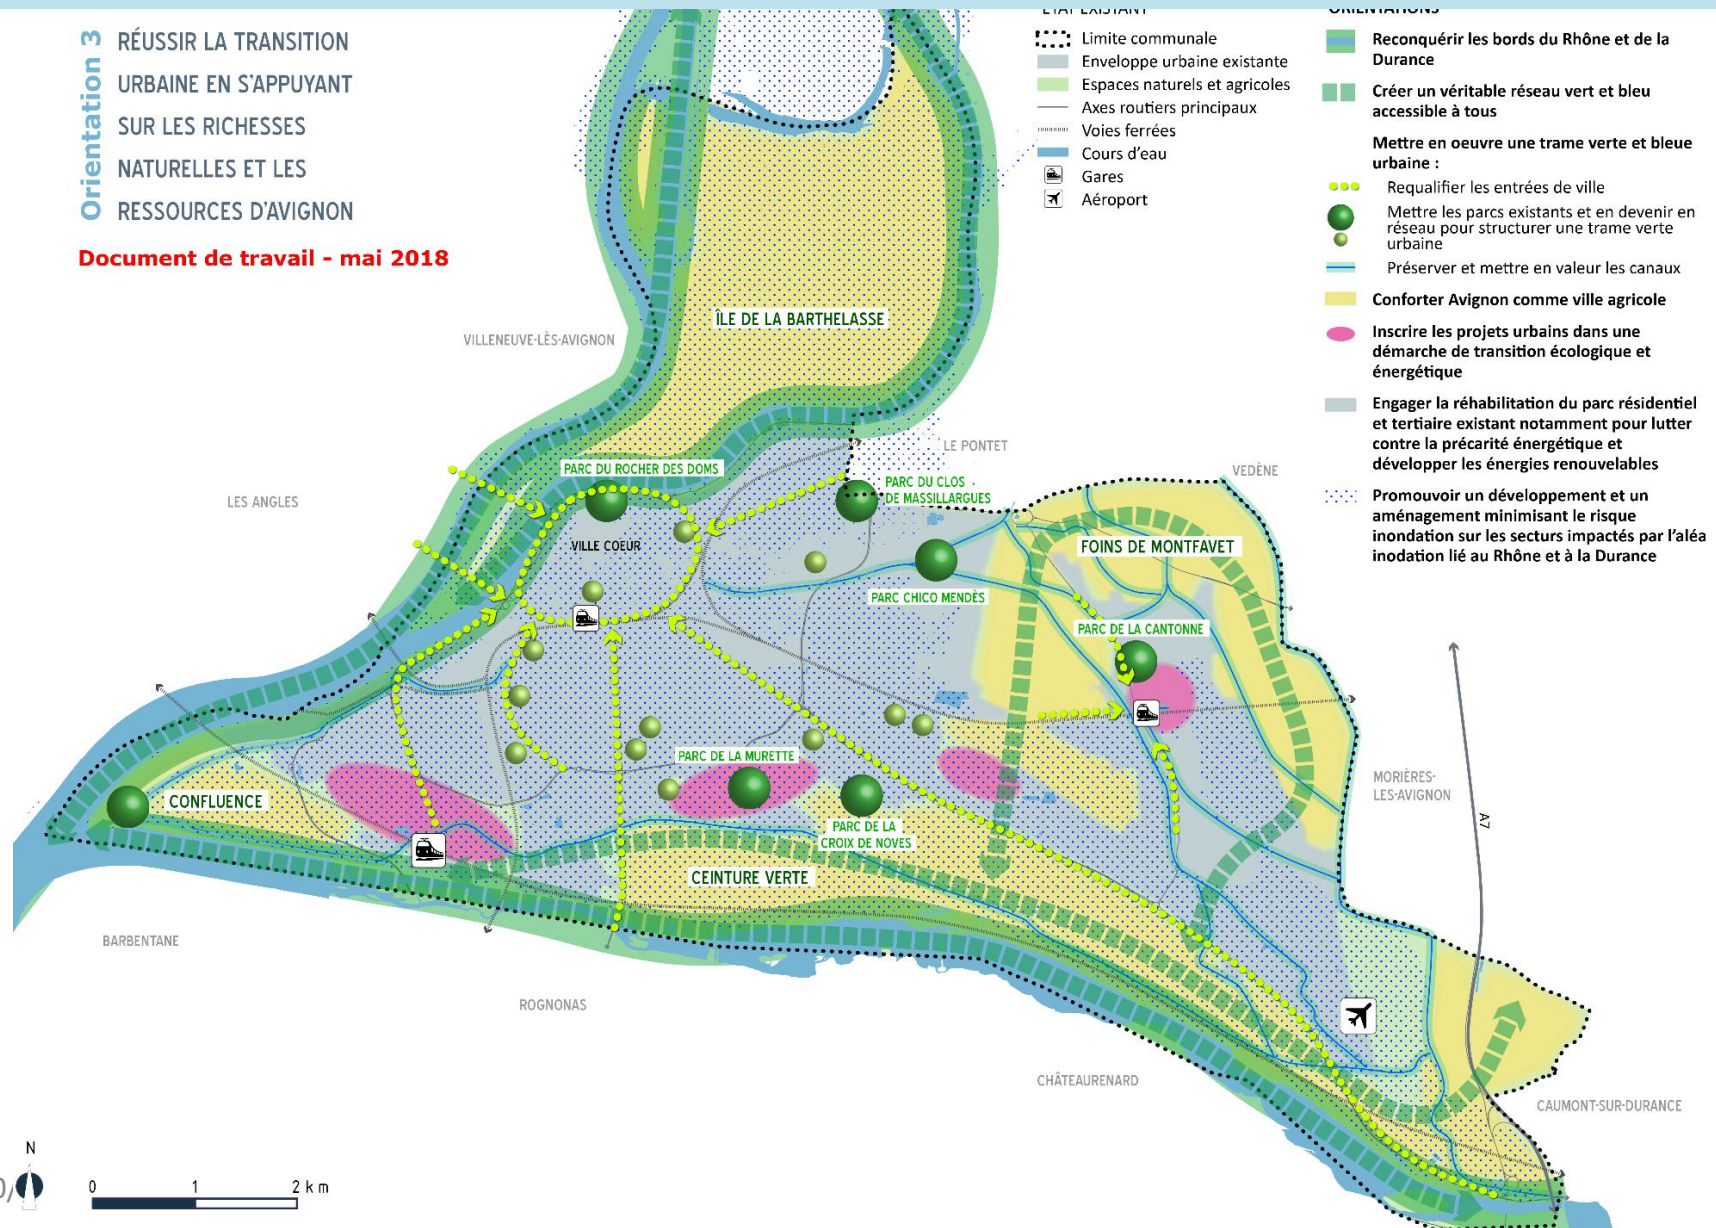 Orientation 3
RÉUSSIR LA TRANSITION
URBAINE EN S'APPUYANT
SUR LES RICHESSES
NATURELLES ET LES
RESSOURCES D'AVIGNON
Document de travail - mai 2018
ETAT EXISTANT
Limite communale
Enveloppe urbaine existante
Espaces naturels et agricoles
Axes routiers principaux
Voies ferrées
Cours d'eau
Gares
Aéroport
ORIENTATIONS
Reconquérir les bords du Rhône et de la
Durance
Créer un véritable réseau vert et bleu
accessible à tous
Mettre en oeuvre une trame verte et bleue
urbaine :
Requalifier les entrées de ville
Mettre les parcs existants et en devenir en
réseau pour structurer une trame verte
urbaine
Préserver et mettre en valeur les canaux
Conforter Avignon comme ville agricole
Inscrire les projets urbains dans une
démarche de transition écologique et
énergétique
Engager la réhabilitation du parc résidentiel
et tertiaire existant notamment pour lutter
contre la précarité énergétique et
développer les énergies renouvelables
Promouvoir un développement et un
aménagement minimisant le risque
inondation sur les secturs impactés par l'aléa
inodation lié au Rhône et à la Durance
ÎLE DE LA BARTHELASSE
VILLENEUVE-LÈS-AVIGNON
LE PONTET
VEDÈNE
PARC DU ROCHER DES DOMS
PARC DU CLOS
DE MASSILLARGUES
LES ANGLES
VILLE COEUR
FOINS DE MONTFAVET
PARC CHICO MENDÈS
PARC DE LA CANTONNE
PARC DE LA MURETTE
MORIÈRES-
LES-AVIGNON
CONFLUENCE
A7
PARC DE LA
CROIX DE NOVES
CEINTURE VERTE
BARBENTANE
ROGNONAS
CHÂTEAURENARD
CAUMONT-SUR-DURANCE
N
0 1 2 km